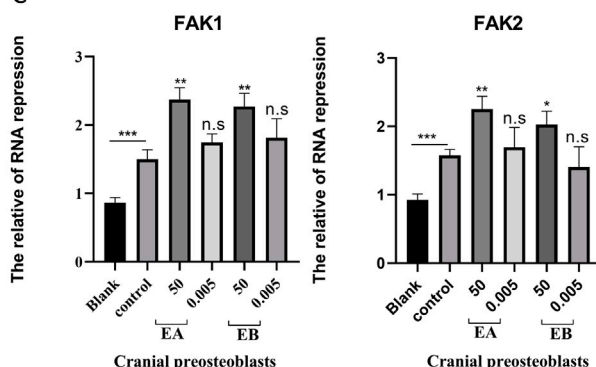 FAK1
The relative of RNA repression
3
2
1
0
***
**
n.s
**
n.s
Blank
control
50
0.005
50
0.005
EA
EB
Cranial preosteoblasts
FAK2
The relative of RNA repression
3
2
1
0
***
**
n.s
*
n.s
Blank
control
50
0.005
50
0.005
EA
EB
Cranial preosteoblasts